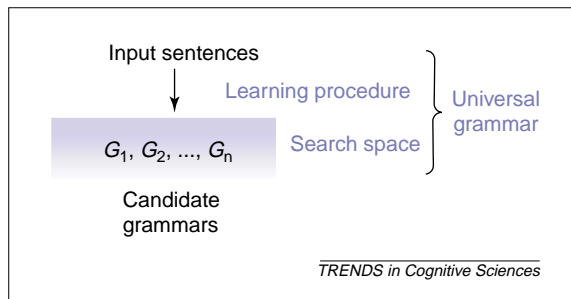 Input sentences
Learning procedure
Universal
grammar
G1, G2, ..., Gn
Search space
Candidate
grammars
TRENDS in Cognitive Sciences